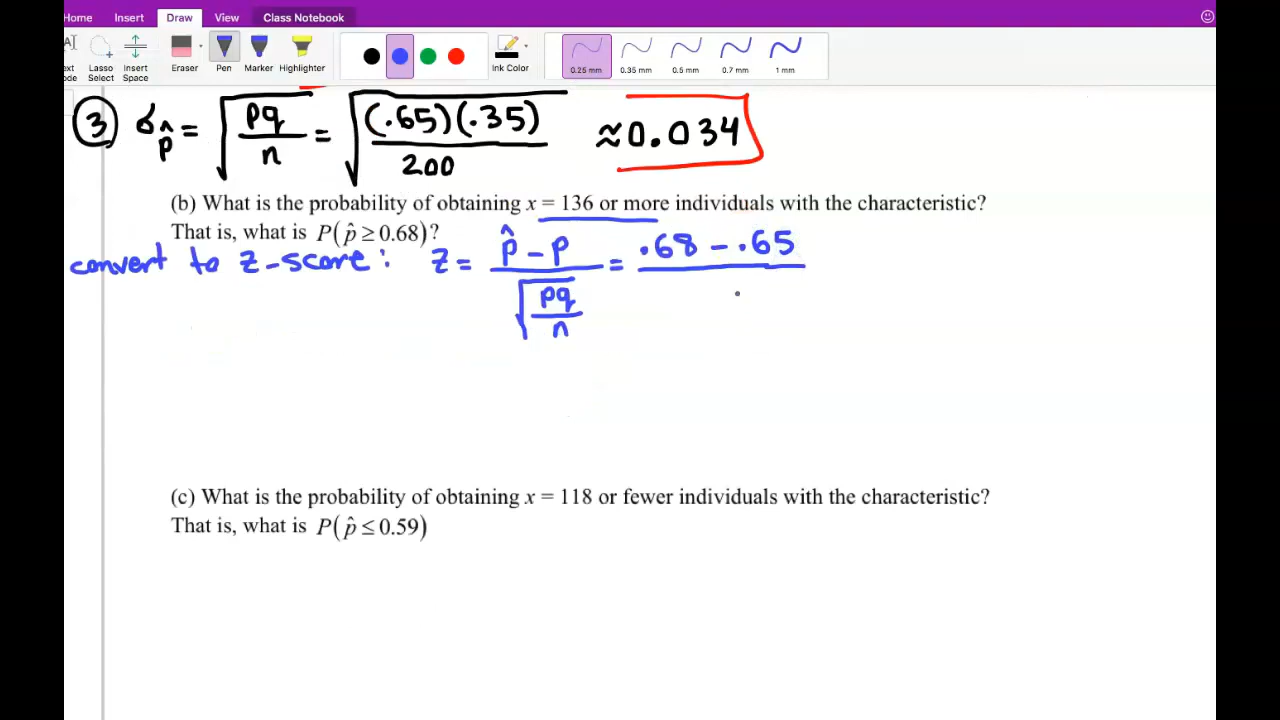 Home Insert Draw View Class Notebook
Lasso Select Insert Space Eraser Pen Marker Highlighter Ink Color 0.25 mm 0.35 mm 0.5 mm 0.7 mm 1 mm
③ σp̂ = √(pq/n) = √((.65)(.35)/200) ≈ 0.034
(b) What is the probability of obtaining x = 136 or more individuals with the characteristic?
That is, what is P(p̂ ≥ 0.68)?
convert to z-score: z = (p̂ - p)/√(pq/n) = .68 - .65
(c) What is the probability of obtaining x = 118 or fewer individuals with the characteristic?
That is, what is P(p̂ ≤ 0.59)